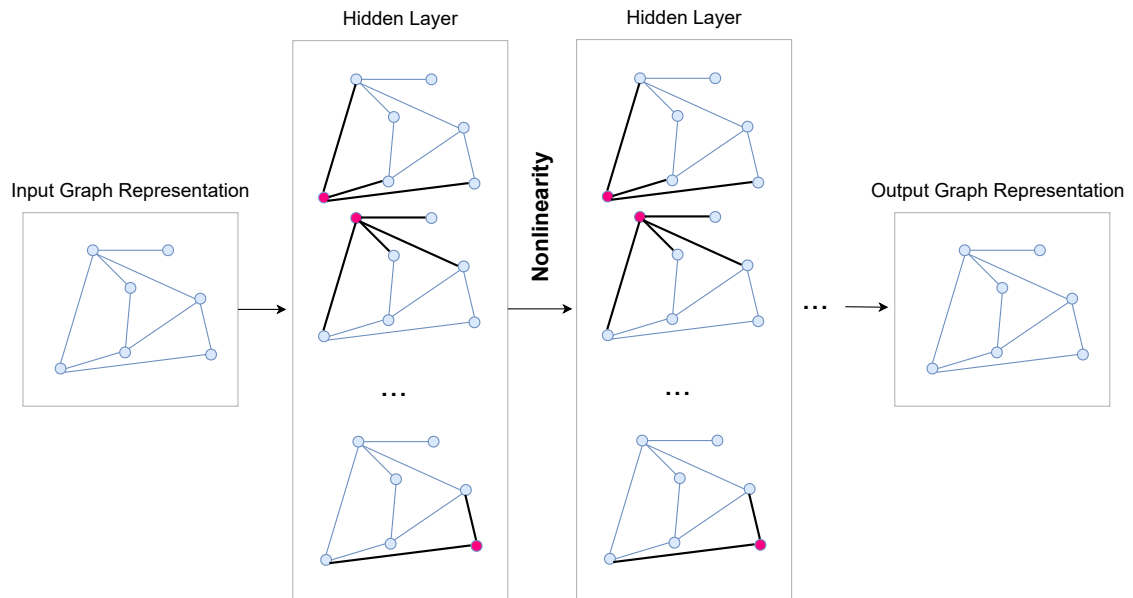 Hidden Layer
Hidden Layer
Input Graph Representation
Nonlinearity
Output Graph Representation
...
...
...